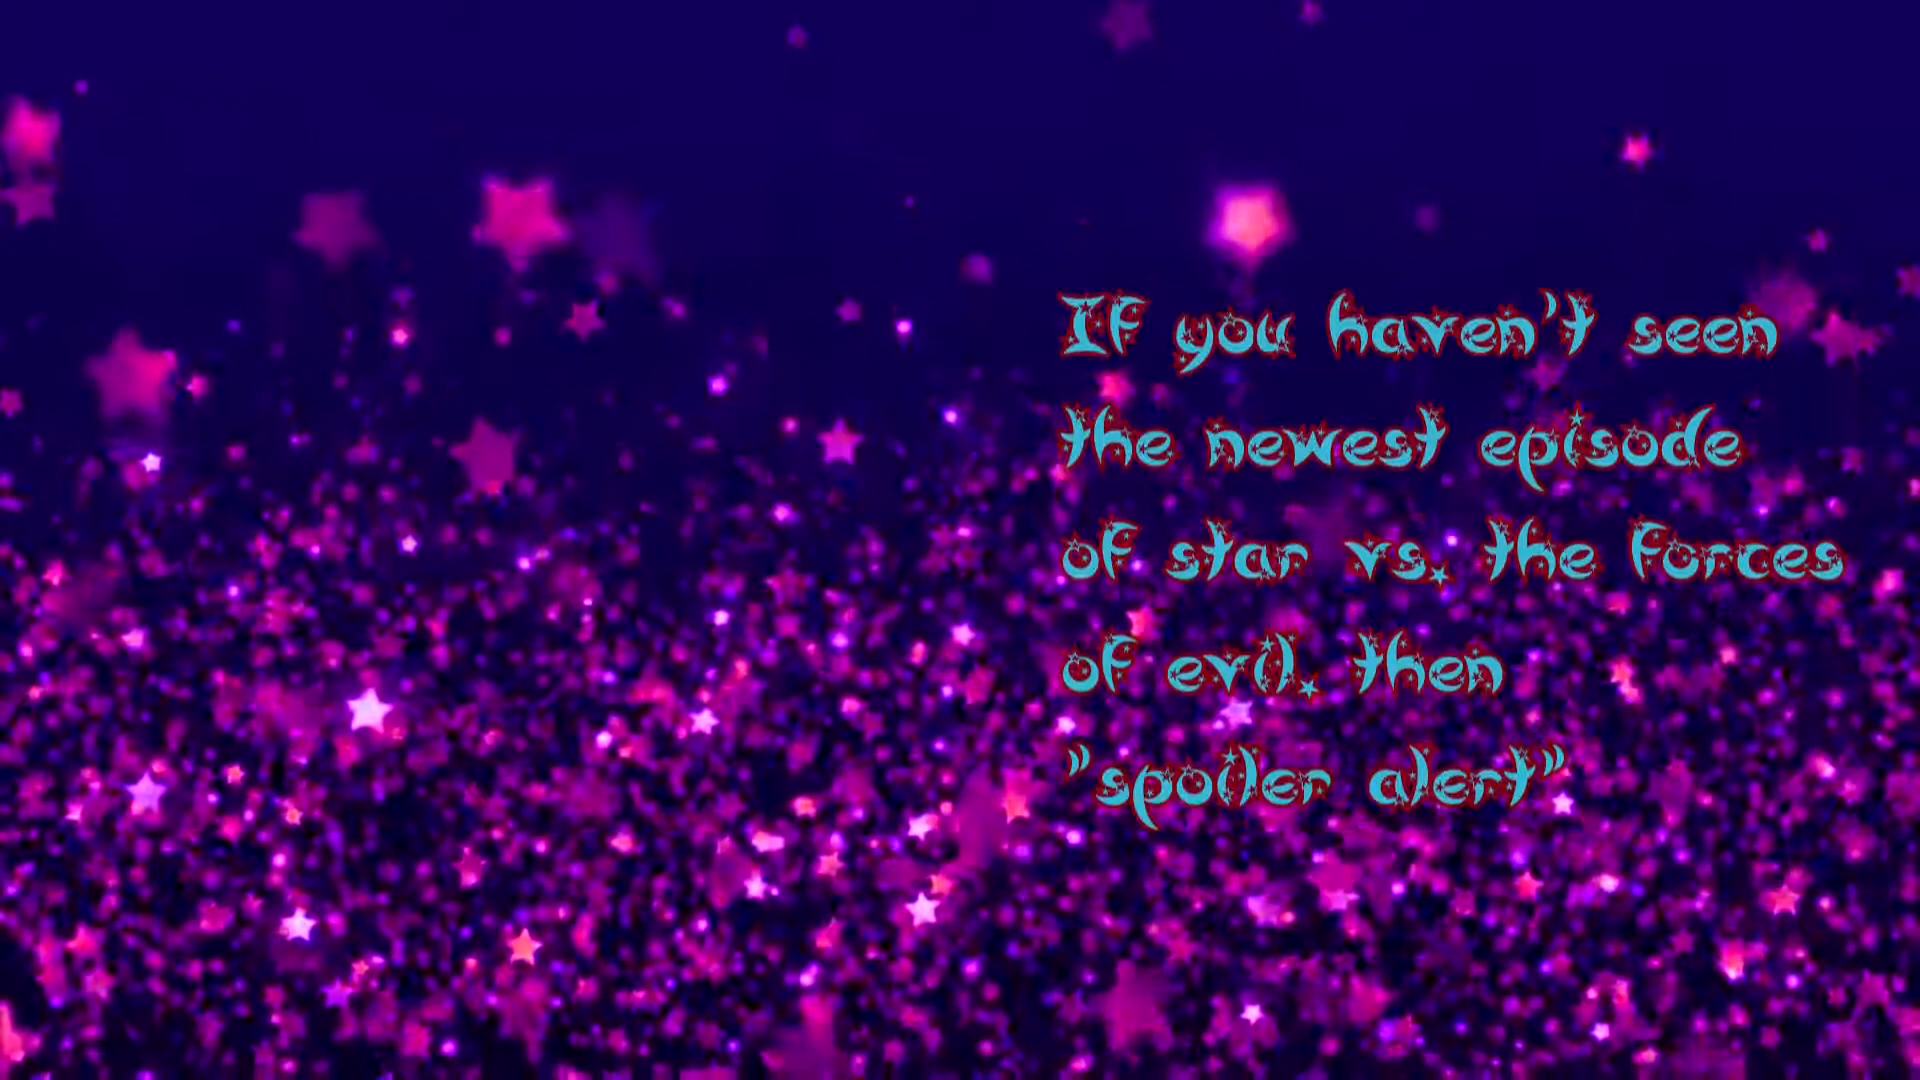 If you haven't seen
the newest episode
of star vs. the forces
of evil. then
"spoiler alert"